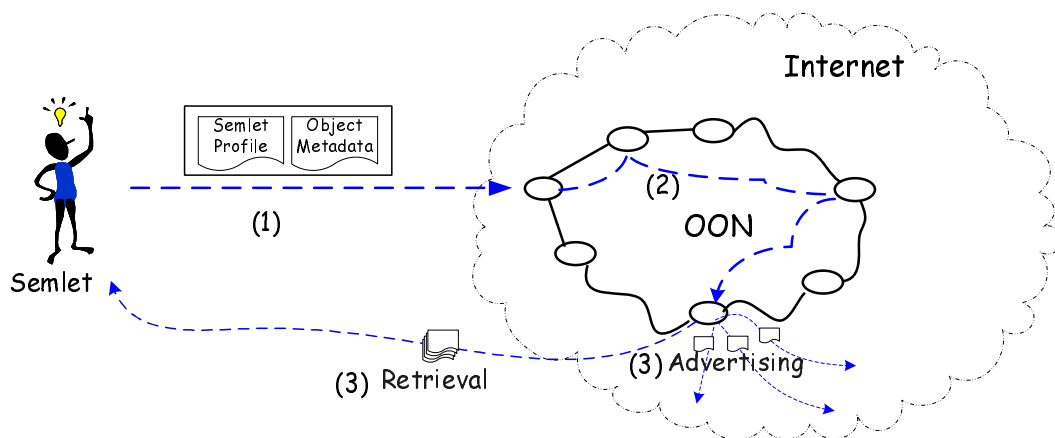 Internet
Semlet
Profile
Object
Metadata
(1)
(2)
OON
Semlet
(3) Retrieval
(3) Advertising